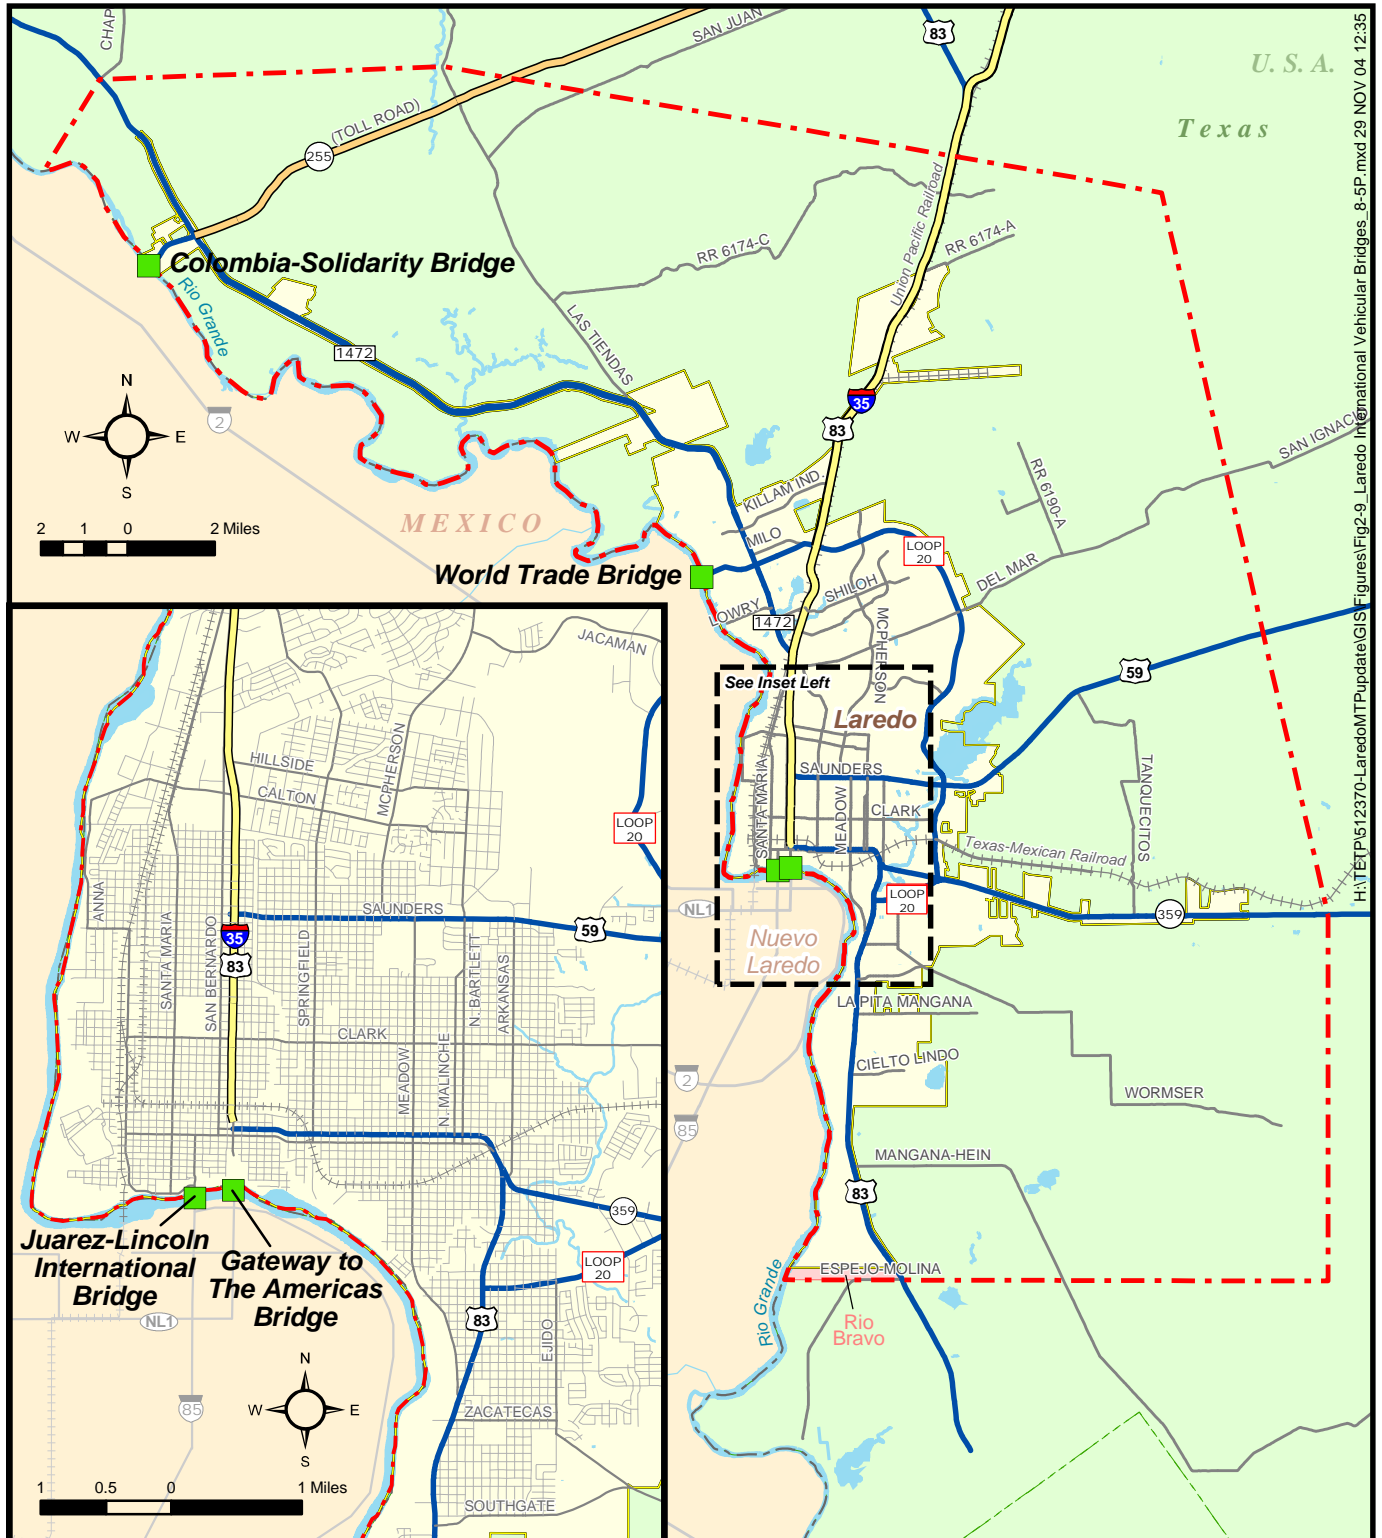 CHAP
SAN JUAN
83
U. S. A.
Texas
(TOLL ROAD)
255
Union Pacific Railroad
RR 6174-C
RR 6174-A
Colombia-Solidarity Bridge
Rio Grande
LAS TIENDAS
1472
N
W
E
S
2
35
83
SAN IGNACI
RR 6190-A
KILLAM IND.
MEXICO
2 1 0 2 Miles
MILO
LOOP
20
World Trade Bridge
SHILOH
DEL MAR
LOWRY
1472
MCPHERSON
See Inset Left
Laredo
59
SANTA MARIA
SAUNDERS
MEADOW
CLARK
TANQUECITOS
Texas-Mexican Railroad
NL1
LOOP
20
359
Nuevo
Laredo
LA PITA MANGANA
CIELTO LINDO
2
85
WORMSER
MANGANA-HEIN
83
ESPEJO-MOLINA
Rio Grande
Rio
Bravo
JACAMAN
HILLSIDE
MCPHERSON
CALTON
LOOP
20
ANNA
SANTA MARIA
SAN BERNARDO
SAUNDERS
35
83
59
SPRINGFIELD
N. BARTLETT
ARKANSAS
CLARK
MEADOW
N. MALINCHE
359
Juarez-Lincoln
International
Bridge
Gateway to
The Americas
Bridge
LOOP
20
NL1
83
EJIDO
N
W
E
S
85
ZACATECAS
1 0.5 0 1 Miles
SOUTHGATE
H:\TEXTP\512370-LaredoMTPupdate\GIS\Figures\Fig2-9_Laredo International Vehicular Bridges_8-5P.mxd 29 NOV 04 12:35